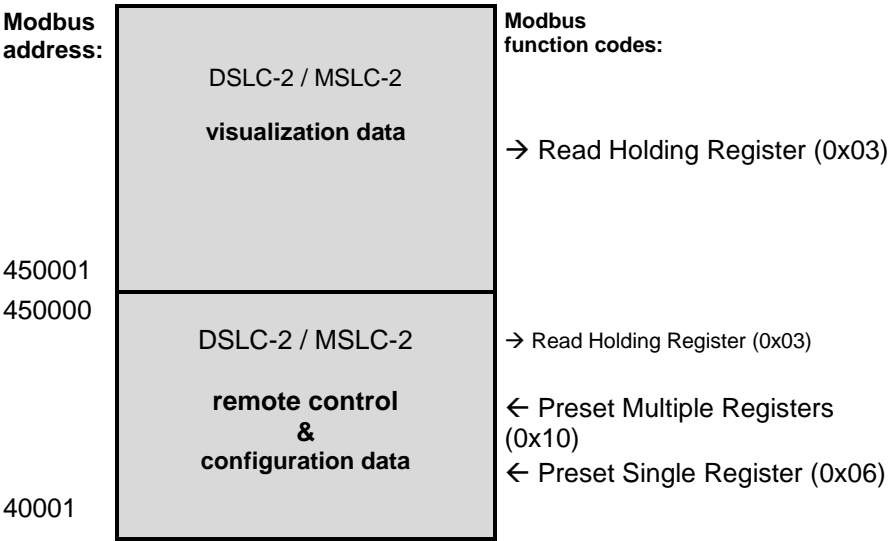 Modbus
address:
DSLC-2 / MSLC-2
visualization data
Modbus
function codes:
→ Read Holding Register (0x03)
450001
450000
DSLC-2 / MSLC-2
remote control
&
configuration data
→ Read Holding Register (0x03)
← Preset Multiple Registers
(0x10)
← Preset Single Register (0x06)
40001